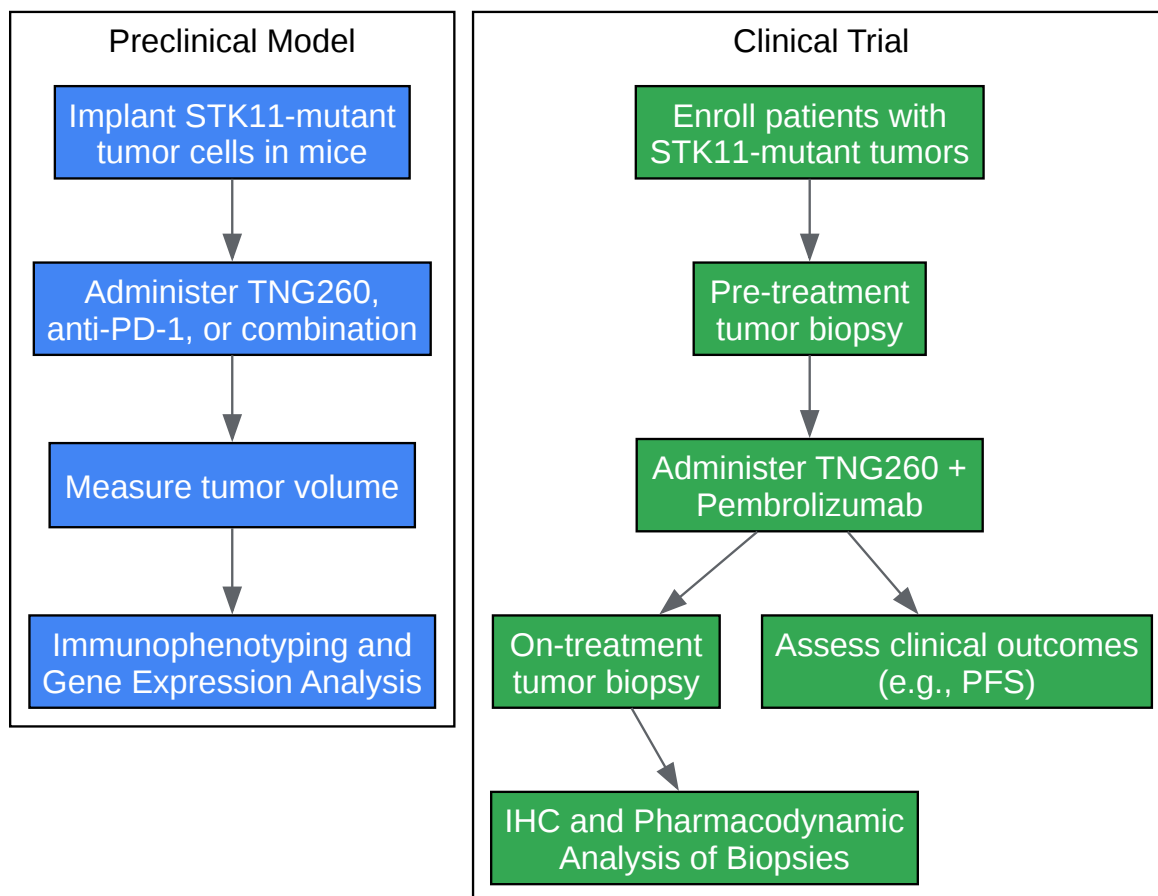 Preclinical Model
Implant STK11-mutant
tumor cells in mice
Administer TNG260,
anti-PD-1, or combination
Measure tumor volume
Immunophenotyping and
Gene Expression Analysis
Clinical Trial
Enroll patients with
STK11-mutant tumors
Pre-treatment
tumor biopsy
Administer TNG260 +
Pembrolizumab
On-treatment
tumor biopsy
Assess clinical outcomes
(e.g., PFS)
IHC and Pharmacodynamic
Analysis of Biopsies